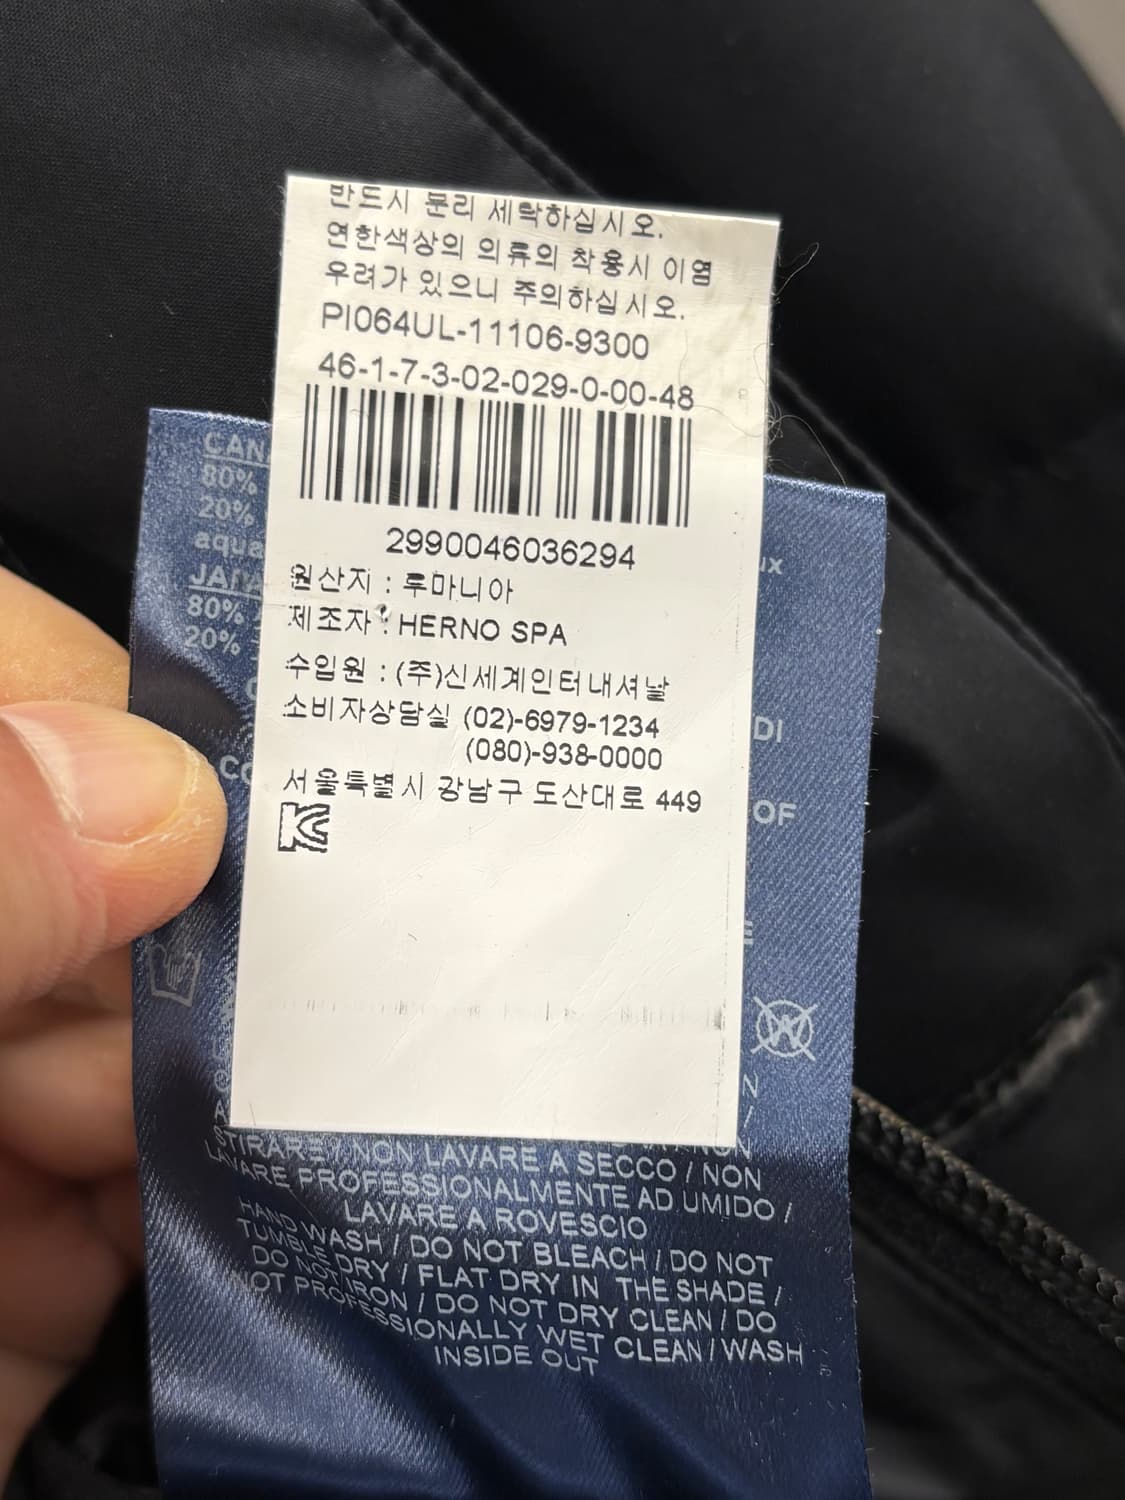 반드시 분리 세탁하십시오.
연한색상의 의류의 착용시 이염
우려가 있으니 주의하십시오.
PI064UL-11106-9300
46-1-7-3-02-029-0-00-48
2990046036294
원산지 : 루마니아
제조자 : HERNO SPA
수입원 : (주)신세계인터내셔날
소비자상담실 (02)-6979-1234
(080)-938-0000
서울특별시 강남구 도산대로 449
KC
80%
20%
80%
20%
DI
OF
W
STIRARE / NON LAVARE A SECCO / NON
LAVARE PROFESSIONALMENTE AD UMIDO /
LAVARE A ROVESCIO
HAND WASH / DO NOT BLEACH / DO NOT
TUMBLE DRY / FLAT DRY IN THE SHADE /
DO NOT IRON / DO NOT DRY CLEAN / DO
NOT PROFESSIONALLY WET CLEAN / WASH
INSIDE OUT